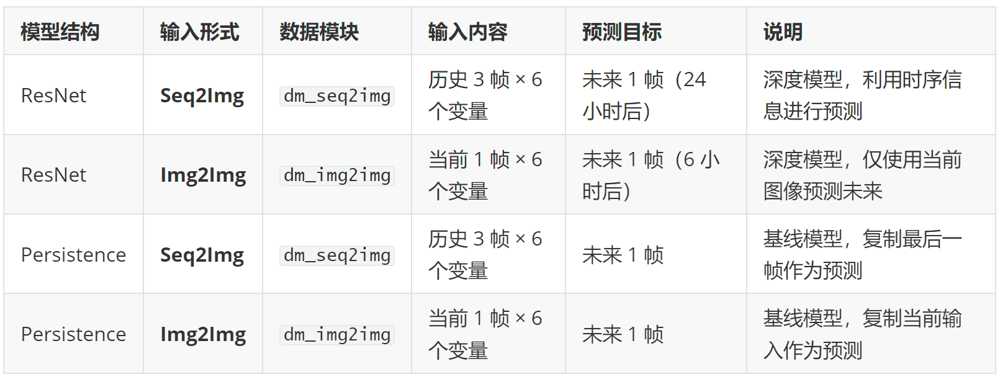 模型结构 输入形式 数据模块 输入内容 预测目标 说明
ResNet Seq2Img dm_seq2img 历史 3 帧 × 6 个变量 未来 1 帧（24 小时后） 深度模型，利用时序信息进行预测
ResNet Img2Img dm_img2img 当前 1 帧 × 6 个变量 未来 1 帧（6 小时后） 深度模型，仅使用当前图像预测未来
Persistence Seq2Img dm_seq2img 历史 3 帧 × 6 个变量 未来 1 帧 基线模型，复制最后一帧作为预测
Persistence Img2Img dm_img2img 当前 1 帧 × 6 个变量 未来 1 帧 基线模型，复制当前输入作为预测